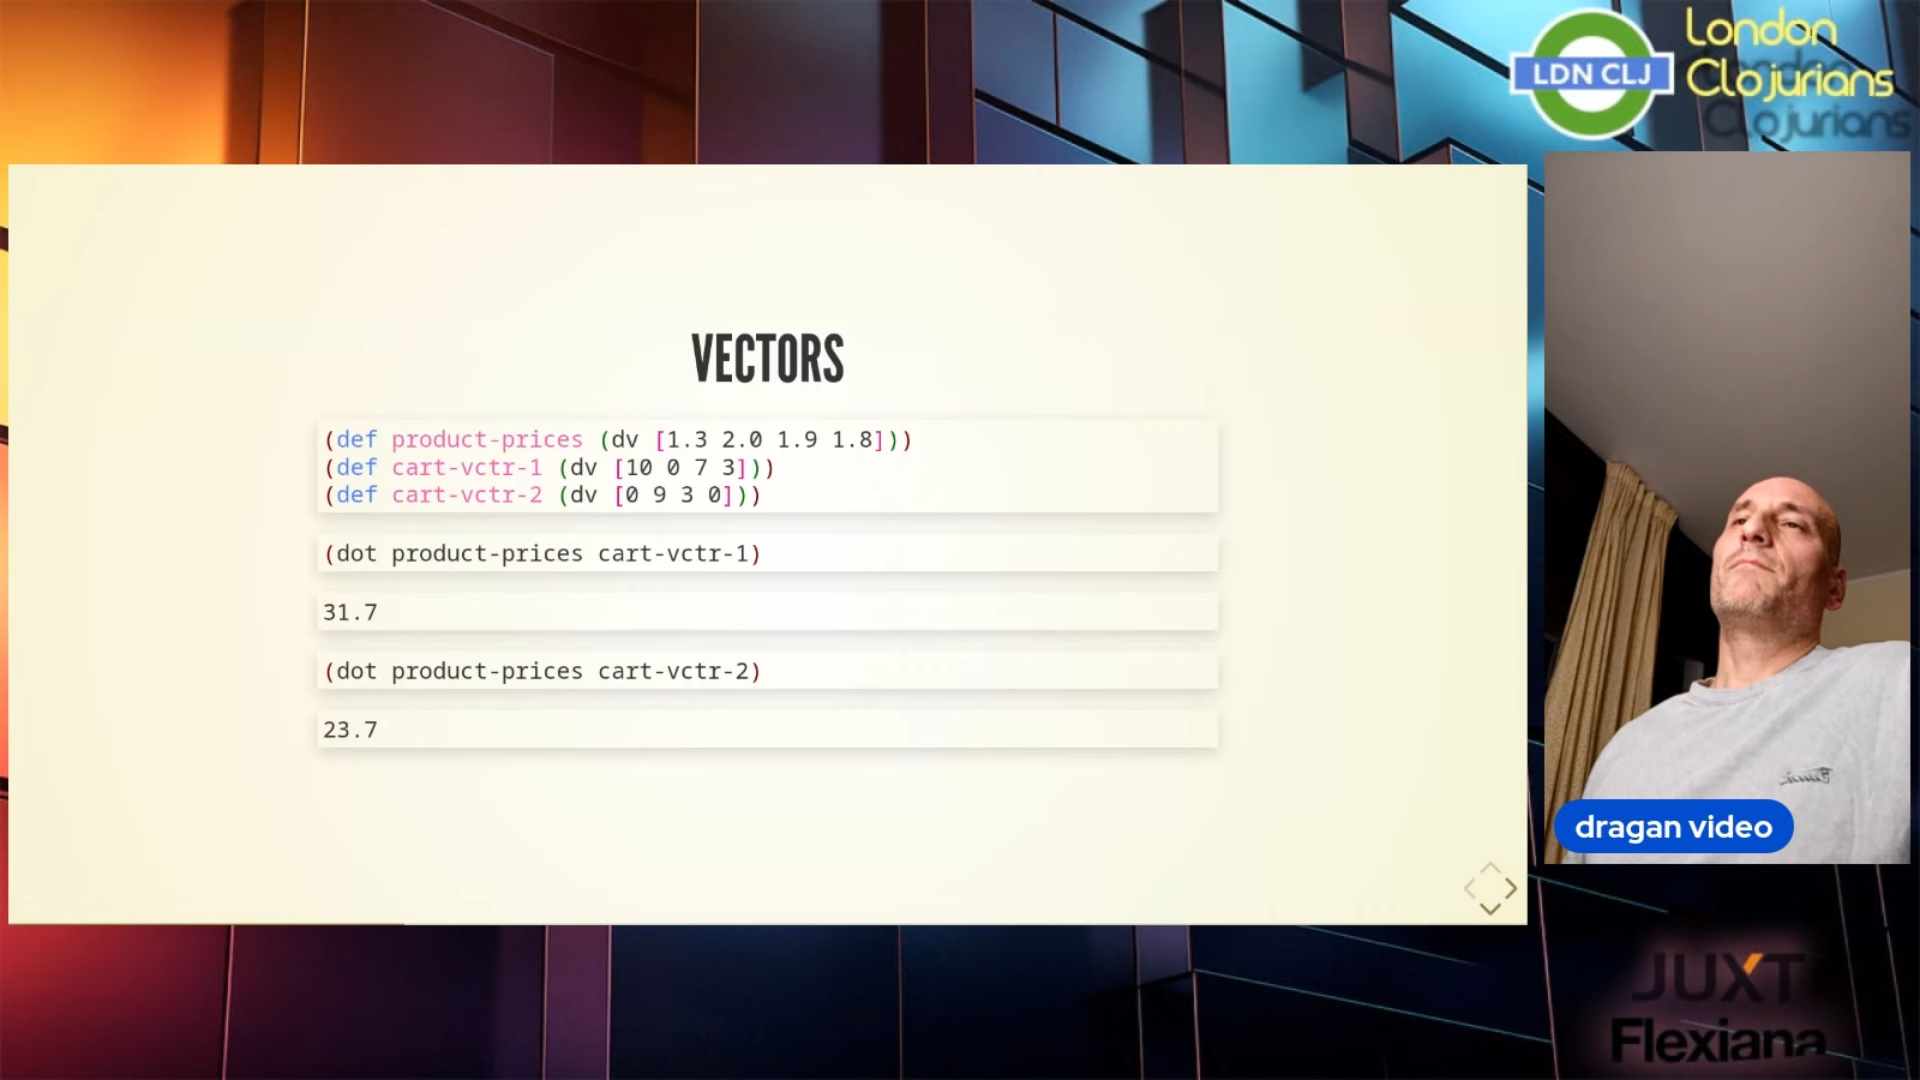 London
Clojurians
LDN CLJ
VECTORS
(def product-prices (dv [1.3 2.0 1.9 1.8]))
(def cart-vctr-1 (dv [10 0 7 3]))
(def cart-vctr-2 (dv [0 9 3 0]))
(dot product-prices cart-vctr-1)
31.7
(dot product-prices cart-vctr-2)
23.7
dragan video
JUXT
Flexiana